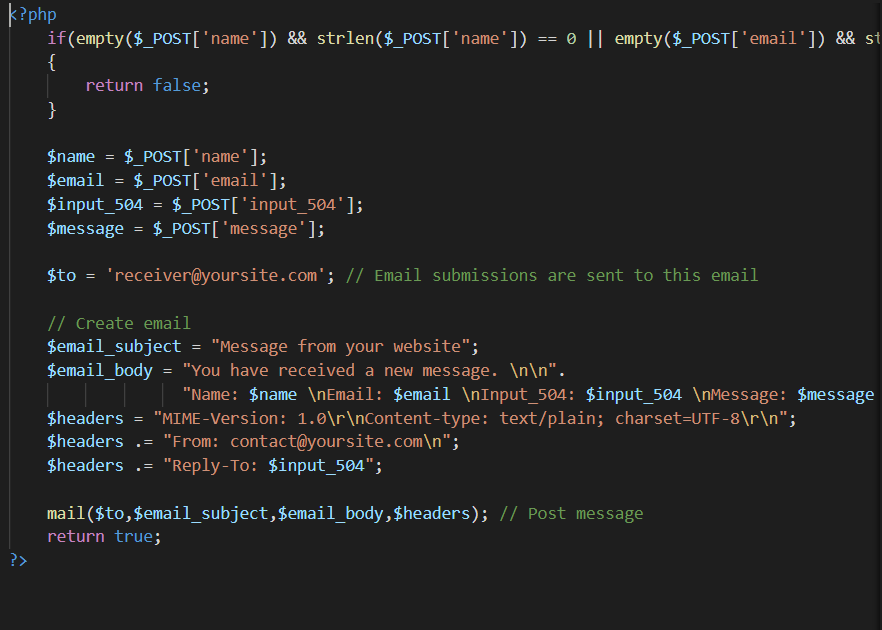 <?php
if(empty($_POST['name']) && strlen($_POST['name']) == 0 || empty($_POST['email']) &&
{
return false;
}
$name = $_POST['name'];
$email = $_POST['email'];
$input_504 = $_POST['input_504'];
$message = $_POST['message'];
$to = 'receiver@yoursite.com'; // Email submissions are sent to this email
// Create email
$email_subject = "Message from your website";
$email_body = "You have received a new message. \n\n".
"Name: $name \nEmail: $email \nInput_504: $input_504 \nMessage: $message
$headers = "MIME-Version: 1.0\r\nContent-type: text/plain; charset=UTF-8\r\n";
$headers .= "From: contact@yoursite.com\n";
$headers .= "Reply-To: $input_504";
mail($to,$email_subject,$email_body,$headers); // Post message
return true;
?>